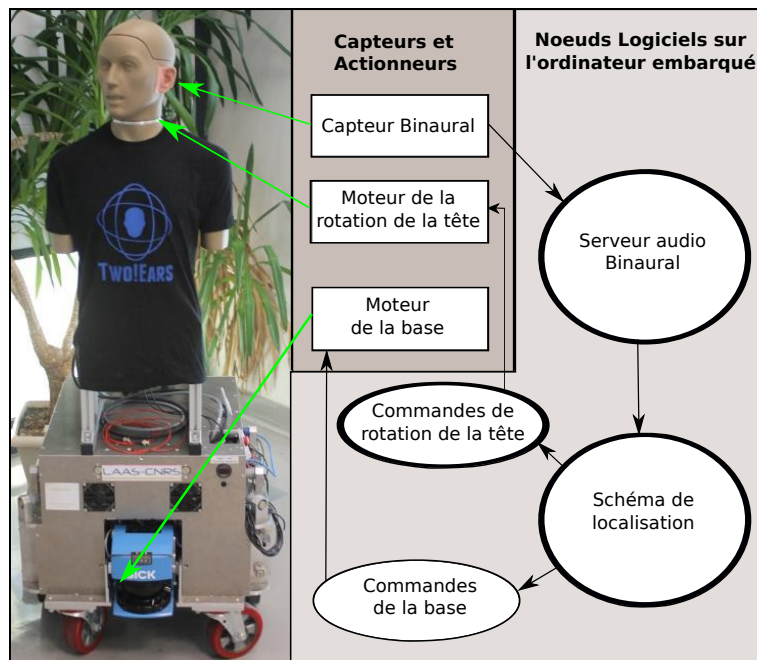 Capteurs et
Actionneurs
Noeuds Logiciels sur
l'ordinateur embarqué
Capteur Binaural
Moteur de la
rotation de la tête
Serveur audio
Binaural
Moteur
de la base
Commandes de
rotation de la tête
Schéma de
localisation
Commandes
de la base
TWO!EARS
LAAS-CNRS
SICK